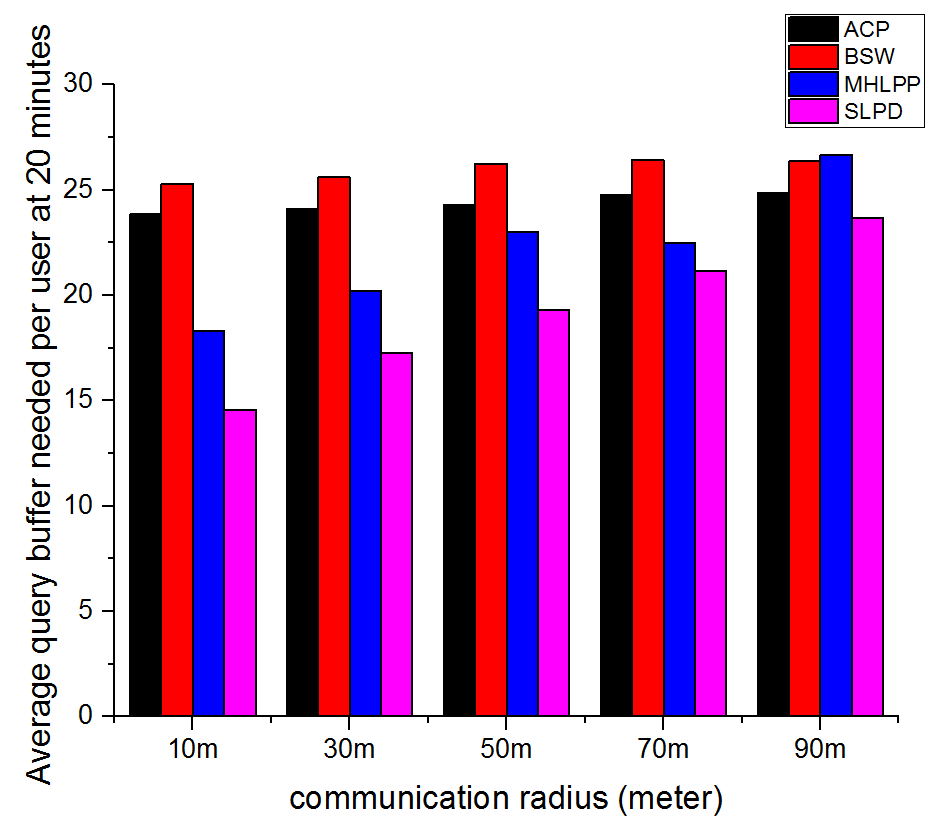 ACP
BSW
MHLPP
SLPD
Average query buffer needed per user at 20 minutes
30
25
20
15
10
5
0
10m 30m 50m 70m 90m
communication radius (meter)